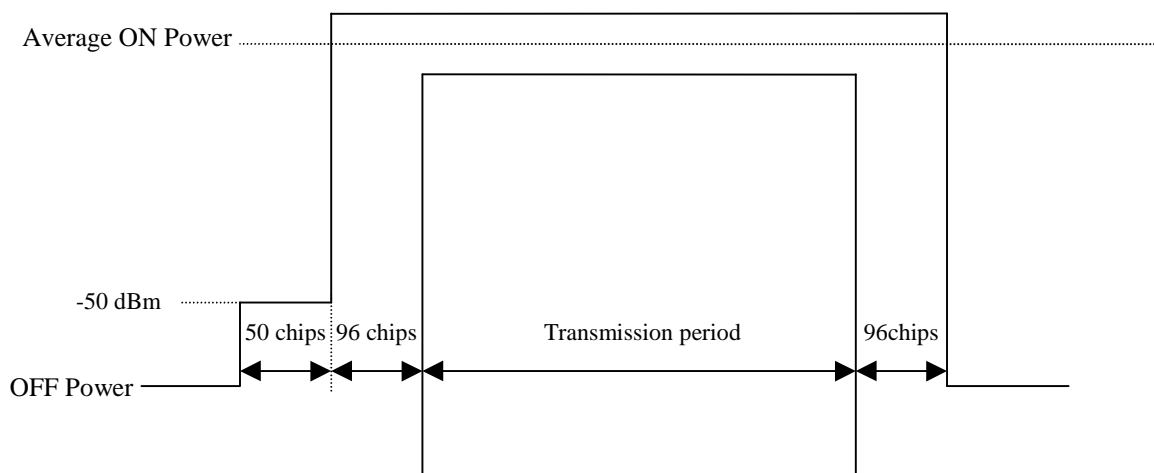 Average ON Power
-50 dBm
50 chips
96 chips
Transmission period
96chips
OFF Power